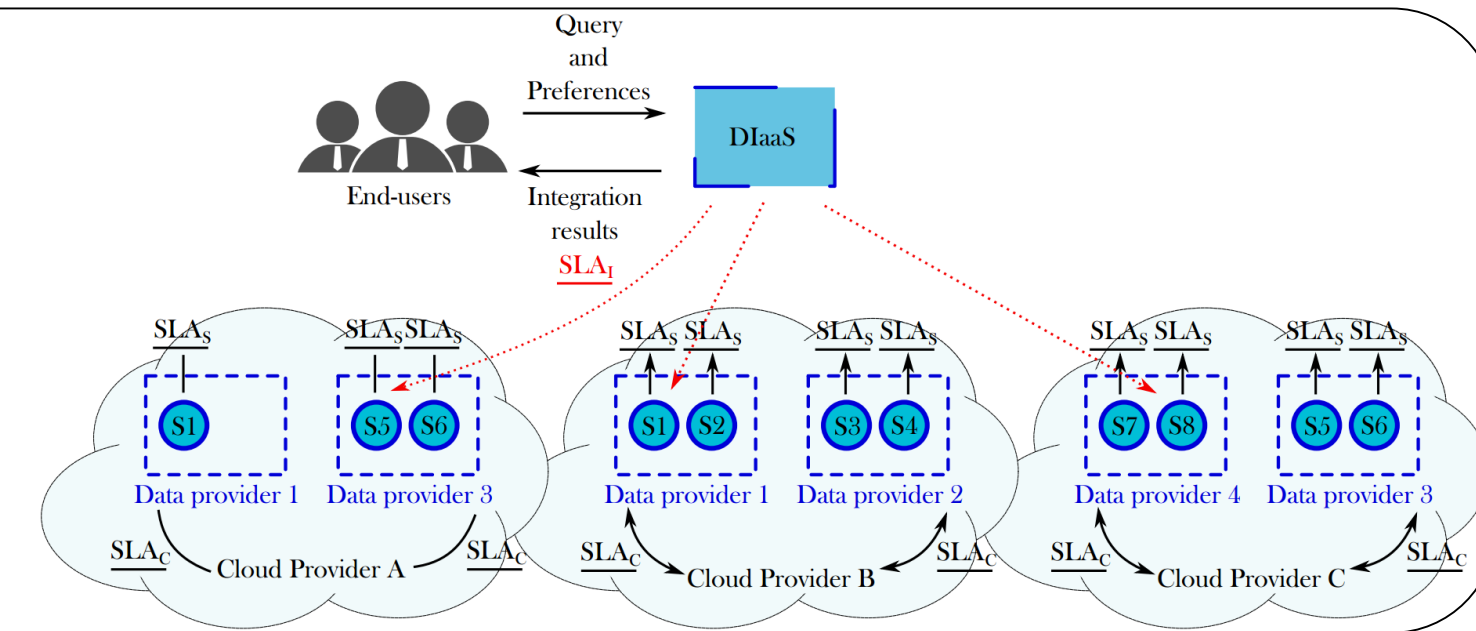 Query
and
Preferences
DIaaS
End-users
Integration
results
SLA_I
SLA_S
SLA_S SLA_S
SLA_S SLA_S
SLA_S SLA_S
SLA_S SLA_S
SLA_S SLA_S
S1
S5 S6
S1 S2
S3 S4
S7 S8
S5 S6
Data provider 1
Data provider 3
Data provider 1
Data provider 2
Data provider 4
Data provider 3
SLA_C
Cloud Provider A
SLA_C
SLA_C
Cloud Provider B
SLA_C
SLA_C
Cloud Provider C
SLA_C